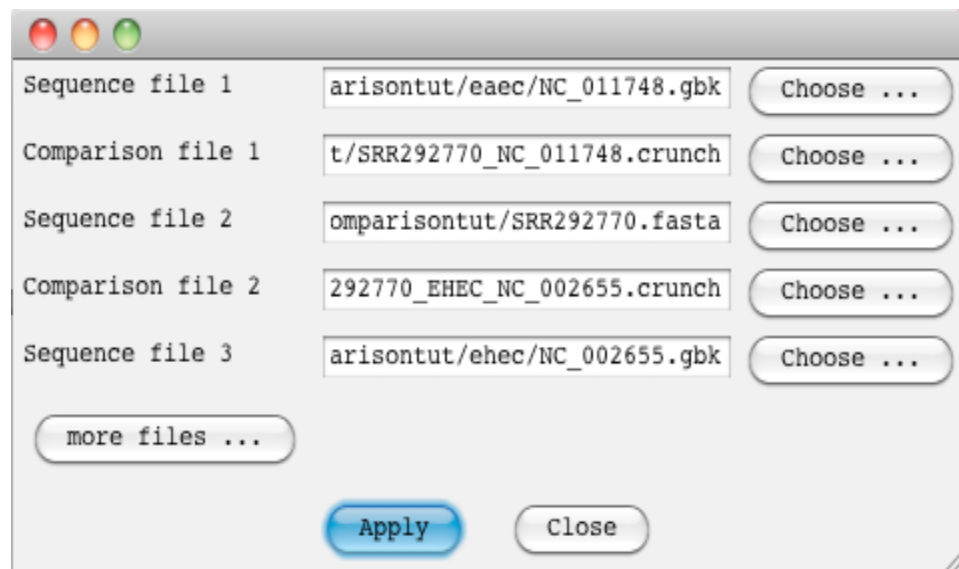 Sequence file 1 arisontut/eaec/NC_011748.gbk Choose ...
Comparison file 1 t/SRR292770_NC_011748.crunch Choose ...
Sequence file 2 omparisontut/SRR292770.fasta Choose ...
Comparison file 2 292770_EHEC_NC_002655.crunch Choose ...
Sequence file 3 arisontut/ehec/NC_002655.gbk Choose ...
more files ...
Apply Close